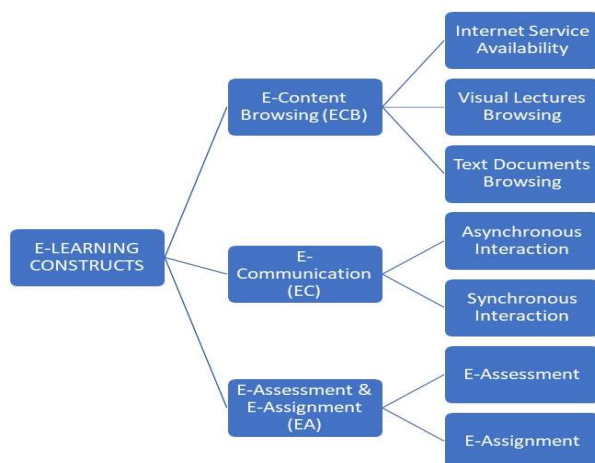 Internet Service
Availability
E-Content
Browsing (ECB)
Visual Lectures
Browsing
Text Documents
Browsing
E-LEARNING
CONSTRUCTS
E-
Communication
(EC)
Asynchronous
Interaction
Synchronous
Interaction
E-Assessment &
E-Assignment
(EA)
E-Assessment
E-Assignment